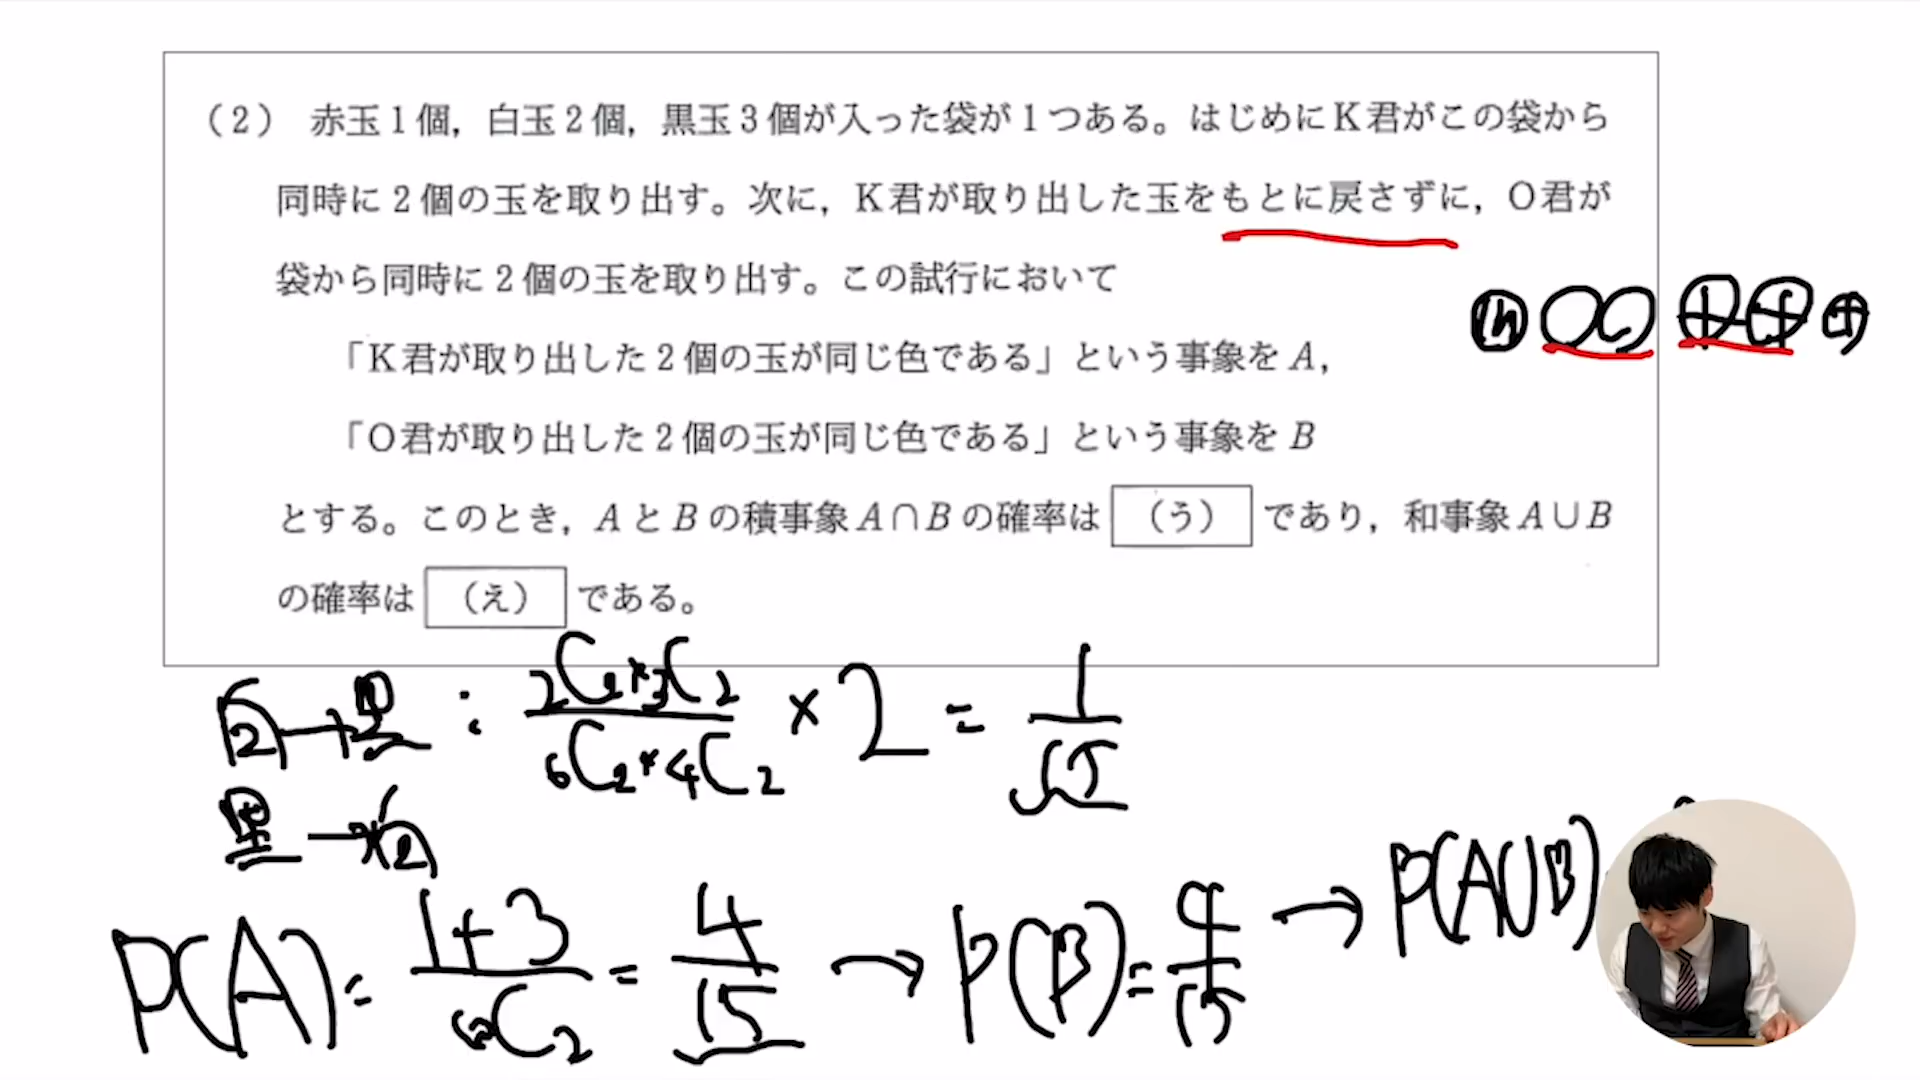 （2） 赤玉1個，白玉2個，黒玉3個が入った袋が1つある。はじめにK君がこの袋から
同時に2個の玉を取り出す。次に，K君が取り出した玉をもとに戻さずに，O君が
袋から同時に2個の玉を取り出す。この試行において
「K君が取り出した2個の玉が同じ色である」という事象をA，
「O君が取り出した2個の玉が同じ色である」という事象をB
とする。このとき，AとBの積事象A∩Bの確率は （う） であり，和事象A∪B
の確率は （え） である。
白→黒 : 2C2×3C2 / 6C2×4C2 ×2 = 1/15
黒→白
P(A) = 1+3 / 6C2 = 4/15 → P(B) = 4/15 → P(A∪B)